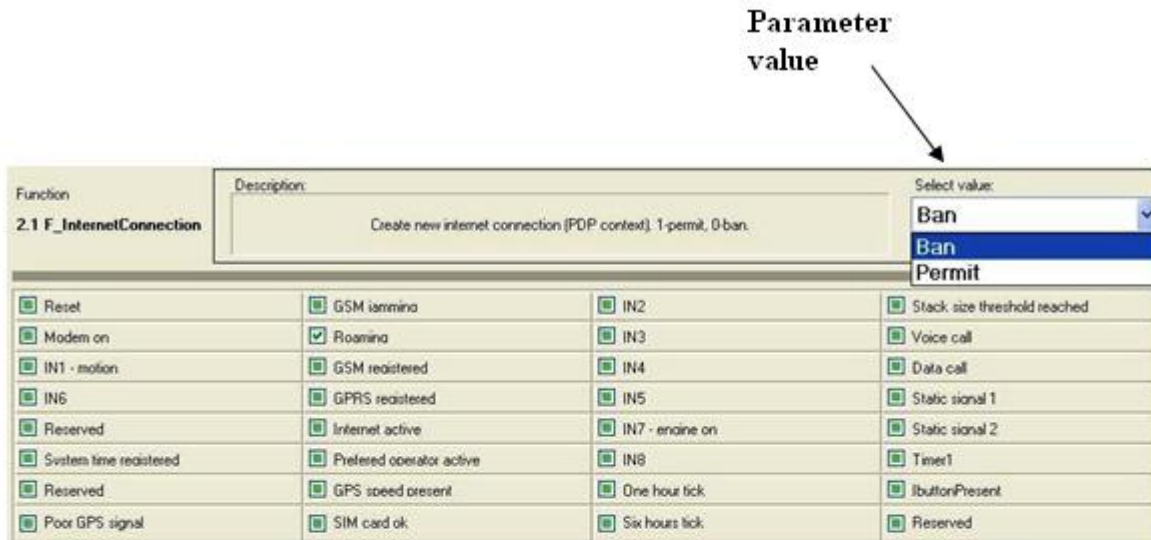 Parameter
value
Function
2.1 F_InternetConnection
Description:
Create new internet connection (PDP context). 1-permit, 0-ban.
Select value:
Ban
Ban
Permit
Reset
GSM jamming
IN2
Stack size threshold reached
Modem on
Roaming
IN3
Voice call
IN1 - motion
GSM registered
IN4
Data call
IN6
GPRS registered
IN5
Static signal 1
Reserved
Internet active
IN7 - engine on
Static signal 2
System time registered
Prefered operator active
IN8
Timer1
Reserved
GPS speed present
One hour tick
IbuttonPresent
Poor GPS signal
SIM card ok
Six hours tick
Reserved